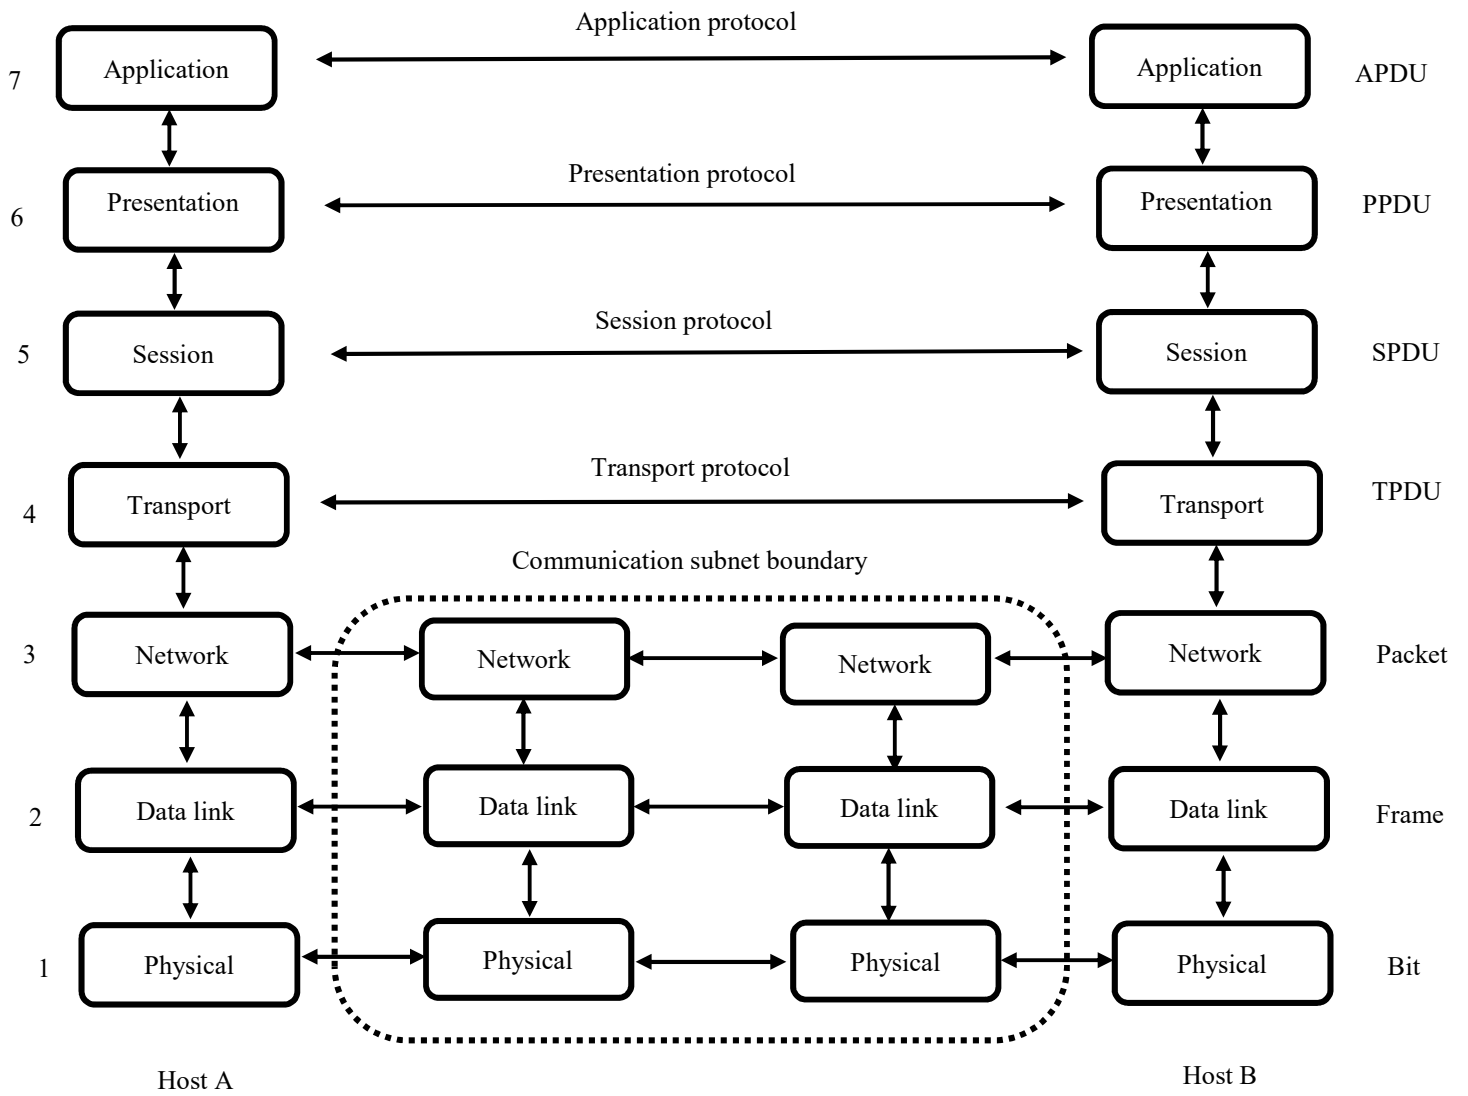 Application protocol
7
Application
Application
APDU
Presentation protocol
6
Presentation
Presentation
PPDU
Session protocol
5
Session
Session
SPDU
Transport protocol
4
Transport
Transport
TPDU
Communication subnet boundary
3
Network
Network
Network
Network
Packet
2
Data link
Data link
Data link
Data link
Frame
1
Physical
Physical
Physical
Physical
Bit
Host A
Host B